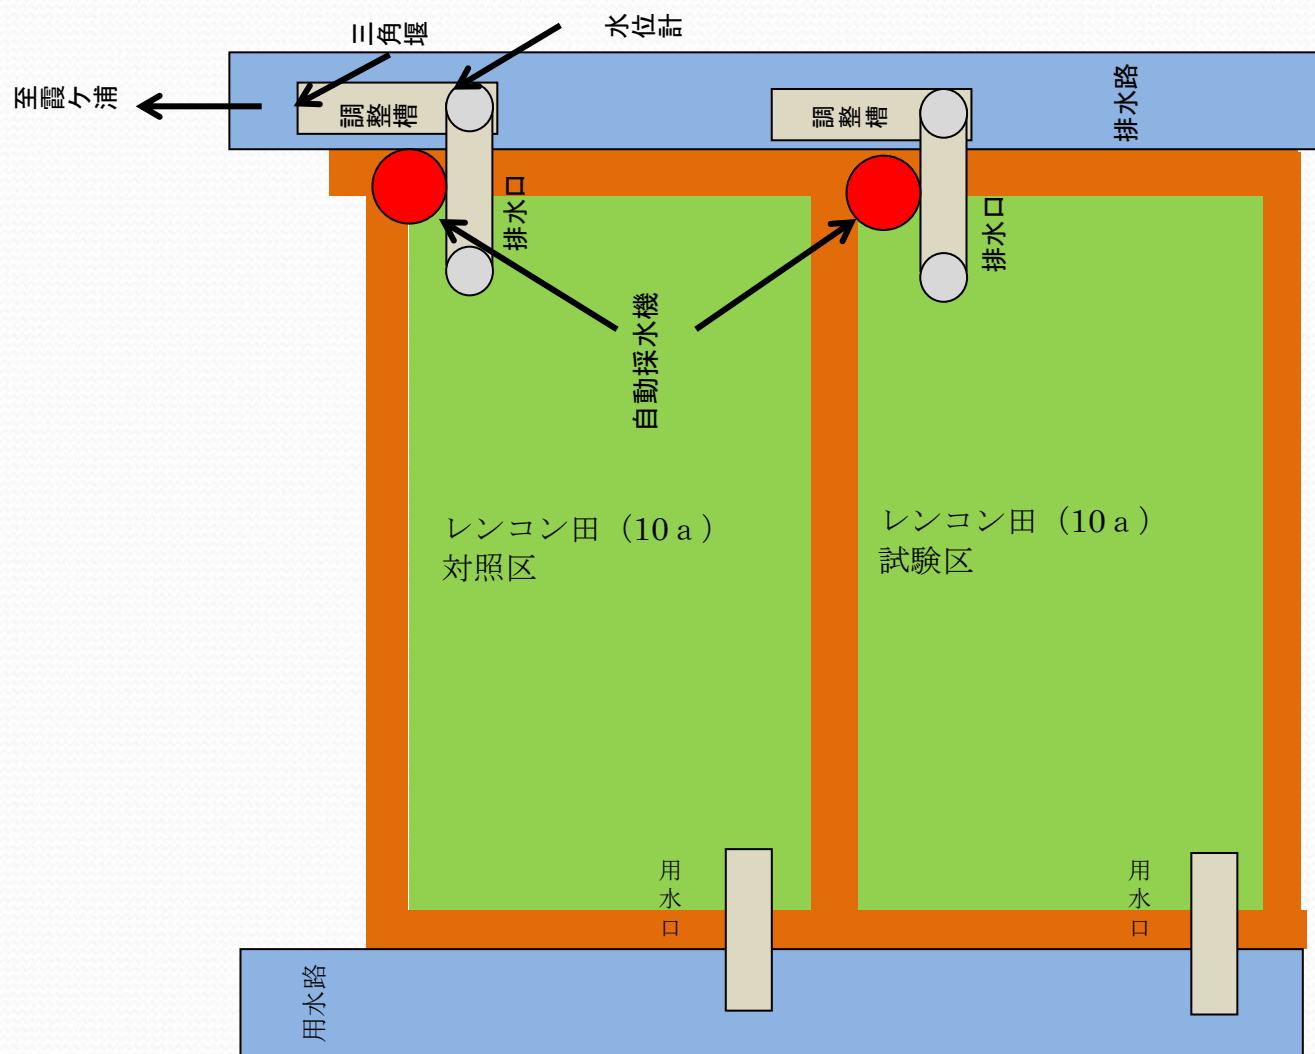 三角堰
水位計
至霞ケ浦
調整槽
調整槽
排水路
排水口
排水口
自動採水機
レンコン田（10ａ）
対照区
レンコン田（10ａ）
試験区
用水口
用水口
用水路